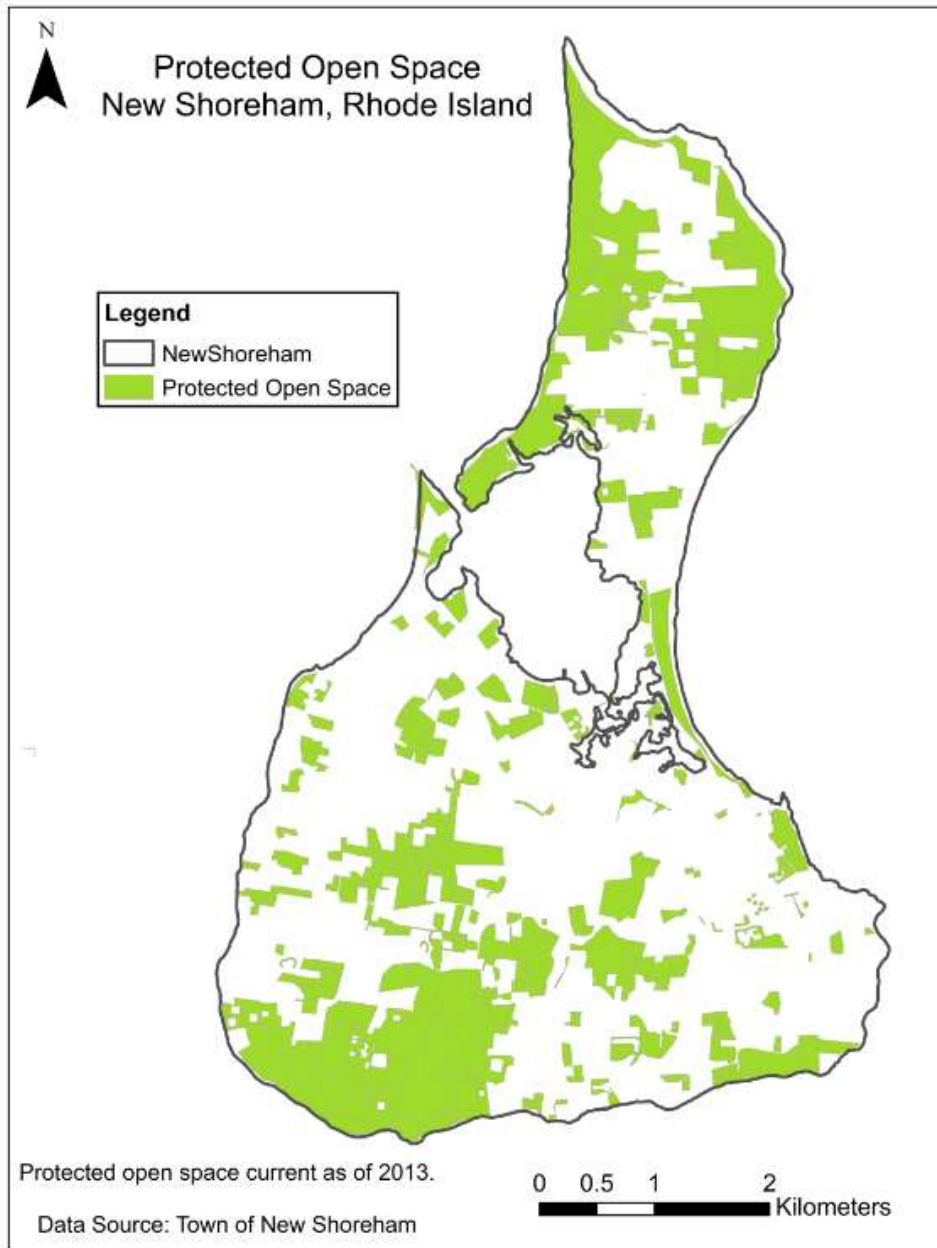 N
Protected Open Space
New Shoreham, Rhode Island
Legend
NewShoreham
Protected Open Space
Protected open space current as of 2013.
0 0.5 1 2
Kilometers
Data Source: Town of New Shoreham